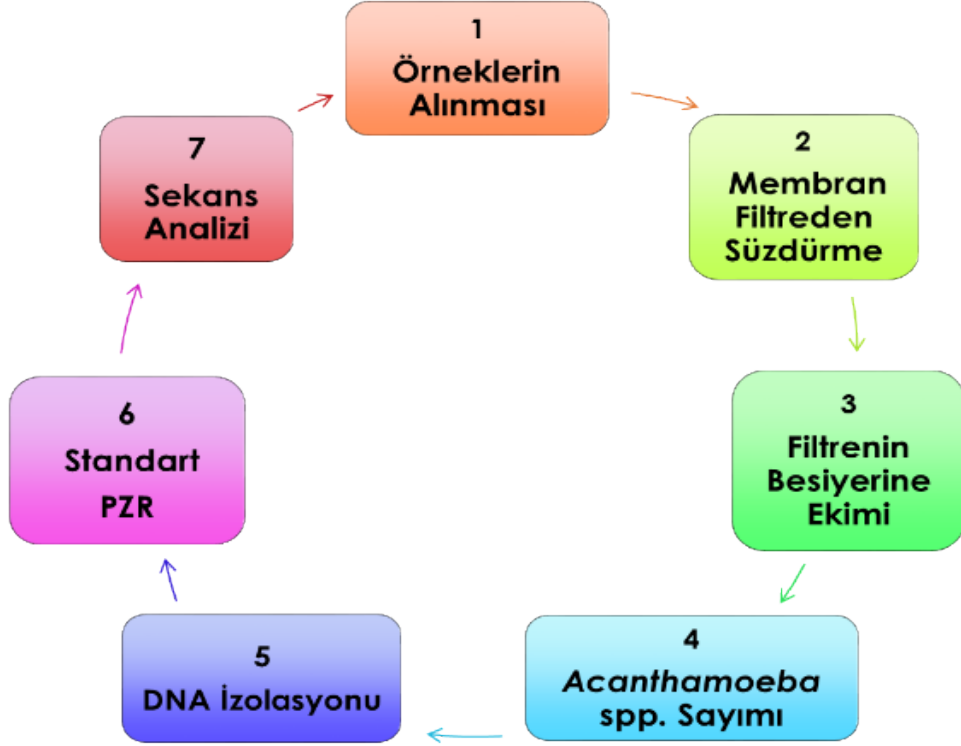 1
Örneklerin
Alınması
2
Membran
Filtreden
Süzdürme
3
Filtrenin
Besiyerine
Ekimi
4
Acanthamoeba
spp. Sayımı
5
DNA İzolasyonu
6
Standart
PZR
7
Sekans
Analizi